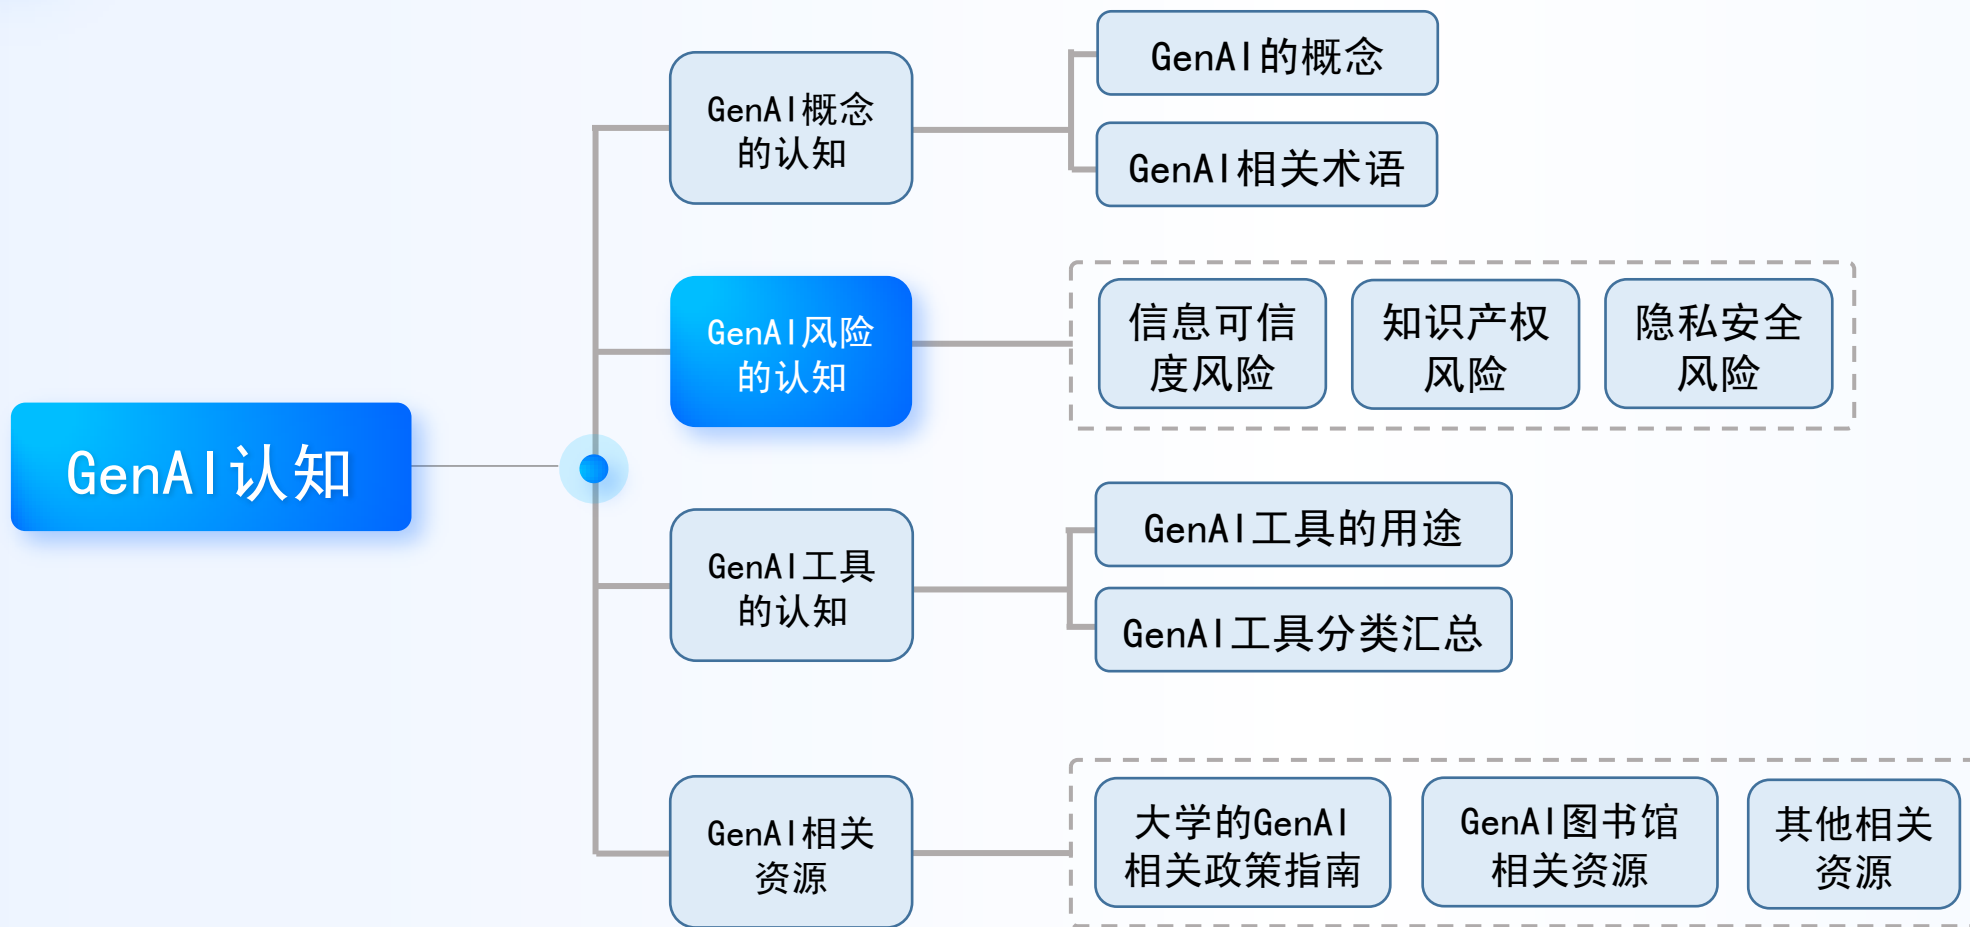 GenAI认知
GenAI概念
的认知
GenAI的概念
GenAI相关术语
GenAI风险
的认知
信息可信
度风险
知识产权
风险
隐私安全
风险
GenAI工具
的认知
GenAI工具的用途
GenAI工具分类汇总
GenAI相关
资源
大学的GenAI
相关政策指南
GenAI图书馆
相关资源
其他相关
资源